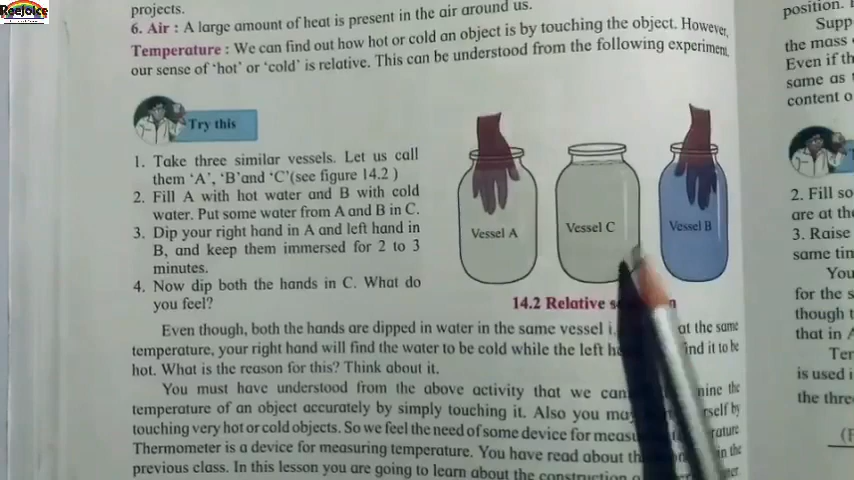 Reejoice
projects.
6. Air : A large amount of heat is present in the air around us.
Temperature : We can find out how hot or cold an object is by touching the object. However,
our sense of 'hot' or 'cold' is relative. This can be understood from the following experiment.
Try this
1. Take three similar vessels. Let us call
them 'A', 'B'and 'C'(see figure 14.2 )
2. Fill A with hot water and B with cold
water. Put some water from A and B in C.
3. Dip your right hand in A and left hand in
B, and keep them immersed for 2 to 3
minutes.
4. Now dip both the hands in C. What do
you feel?
Vessel A
Vessel C
Vessel B
14.2 Relative
Even though, both the hands are dipped in water in the same vessel at the same
temperature, your right hand will find the water to be cold while the left it to be
hot. What is the reason for this? Think about it.
You must have understood from the above activity that we the
temperature of an object accurately by simply touching it. Also you by
touching very hot or cold objects. So we feel the need of some device for
Thermometer is a device for measuring temperature. You have read about in the
previous class. In this lesson you are going to learn about the construction
position.
the mass
Even if th
same as
content o
2. Fill so
are at the
3. Raise
same tin
You
for the s
though t
that in A
Ter
is used i
the three